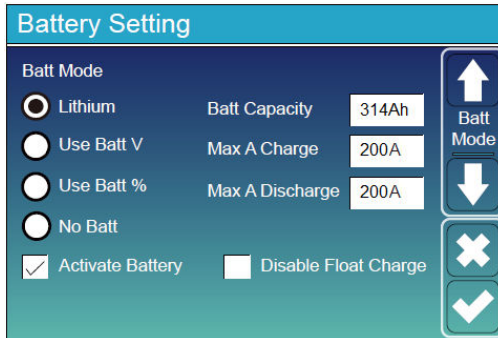 Battery Setting
Batt Mode
Lithium
Batt Capacity 314Ah
Use Batt V
Max A Charge 200A
Use Batt %
Max A Discharge 200A
No Batt
Activate Battery
Disable Float Charge
Batt
Mode